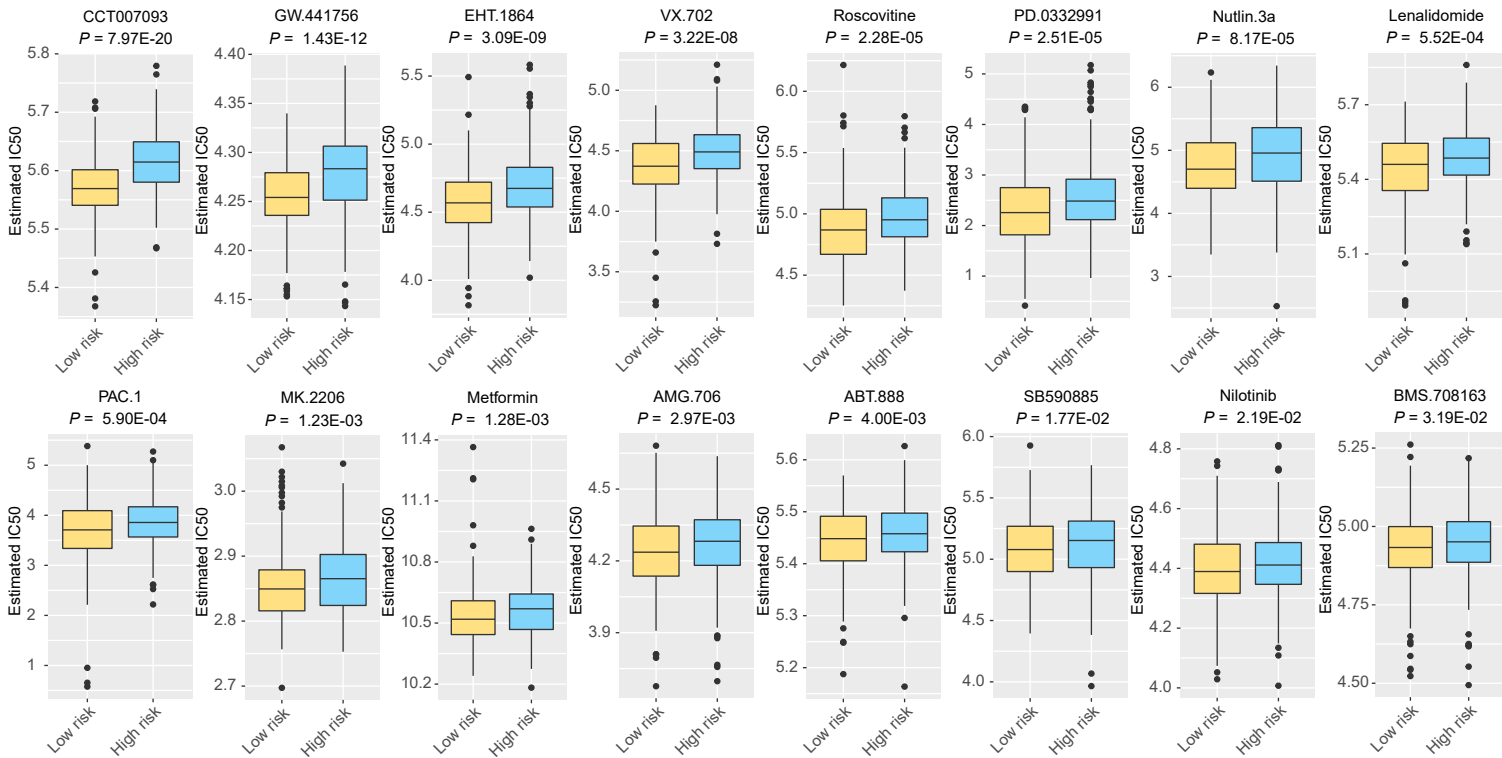 CCT007093
P = 7.97E-20
Estimated IC50
5.8
5.7
5.6
5.5
5.4
Low risk
High risk
GW.441756
P = 1.43E-12
Estimated IC50
4.40
4.35
4.30
4.25
4.20
4.15
Low risk
High risk
EHT.1864
P = 3.09E-09
Estimated IC50
5.5
5.0
4.5
4.0
Low risk
High risk
VX.702
P = 3.22E-08
Estimated IC50
5.0
4.5
4.0
3.5
Low risk
High risk
Roscovitine
P = 2.28E-05
Estimated IC50
6.0
5.5
5.0
4.5
Low risk
High risk
PD.0332991
P = 2.51E-05
Estimated IC50
5
4
3
2
1
Low risk
High risk
Nutlin.3a
P = 8.17E-05
Estimated IC50
6
5
4
3
Low risk
High risk
Lenalidomide
P = 5.52E-04
Estimated IC50
5.7
5.4
5.1
Low risk
High risk
PAC.1
P = 5.90E-04
Estimated IC50
5
4
3
2
1
Low risk
High risk
MK.2206
P = 1.23E-03
Estimated IC50
3.0
2.9
2.8
2.7
Low risk
High risk
Metformin
P = 1.28E-03
Estimated IC50
11.4
11.1
10.8
10.5
10.2
Low risk
High risk
AMG.706
P = 2.97E-03
Estimated IC50
4.5
4.2
3.9
Low risk
High risk
ABT.888
P = 4.00E-03
Estimated IC50
5.6
5.5
5.4
5.3
5.2
Low risk
High risk
SB590885
P = 1.77E-02
Estimated IC50
6.0
5.5
5.0
4.5
4.0
Low risk
High risk
Nilotinib
P = 2.19E-02
Estimated IC50
4.8
4.6
4.4
4.2
4.0
Low risk
High risk
BMS.708163
P = 3.19E-02
Estimated IC50
5.25
5.00
4.75
4.50
Low risk
High risk